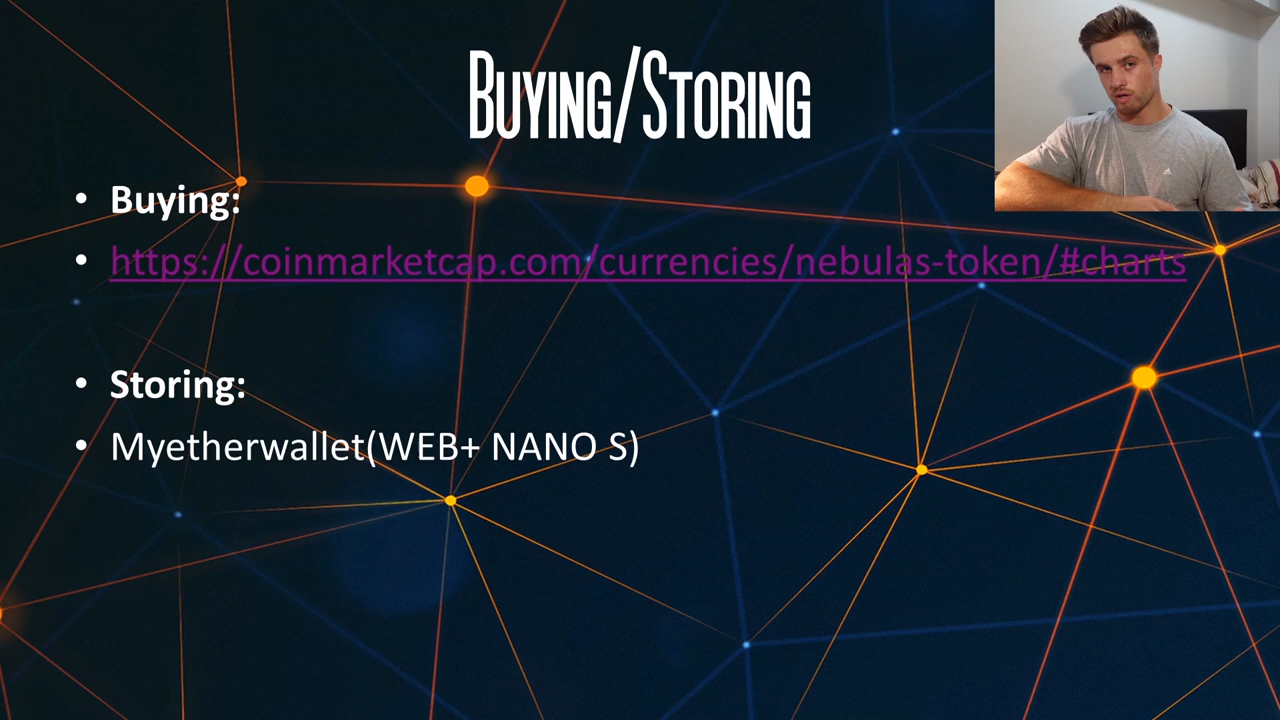 Buying/Storing
• Buying:
• https://coinmarketcap.com/currencies/nebulas-token/#charts
• Storing:
• Myetherwallet(WEB+ NANO S)